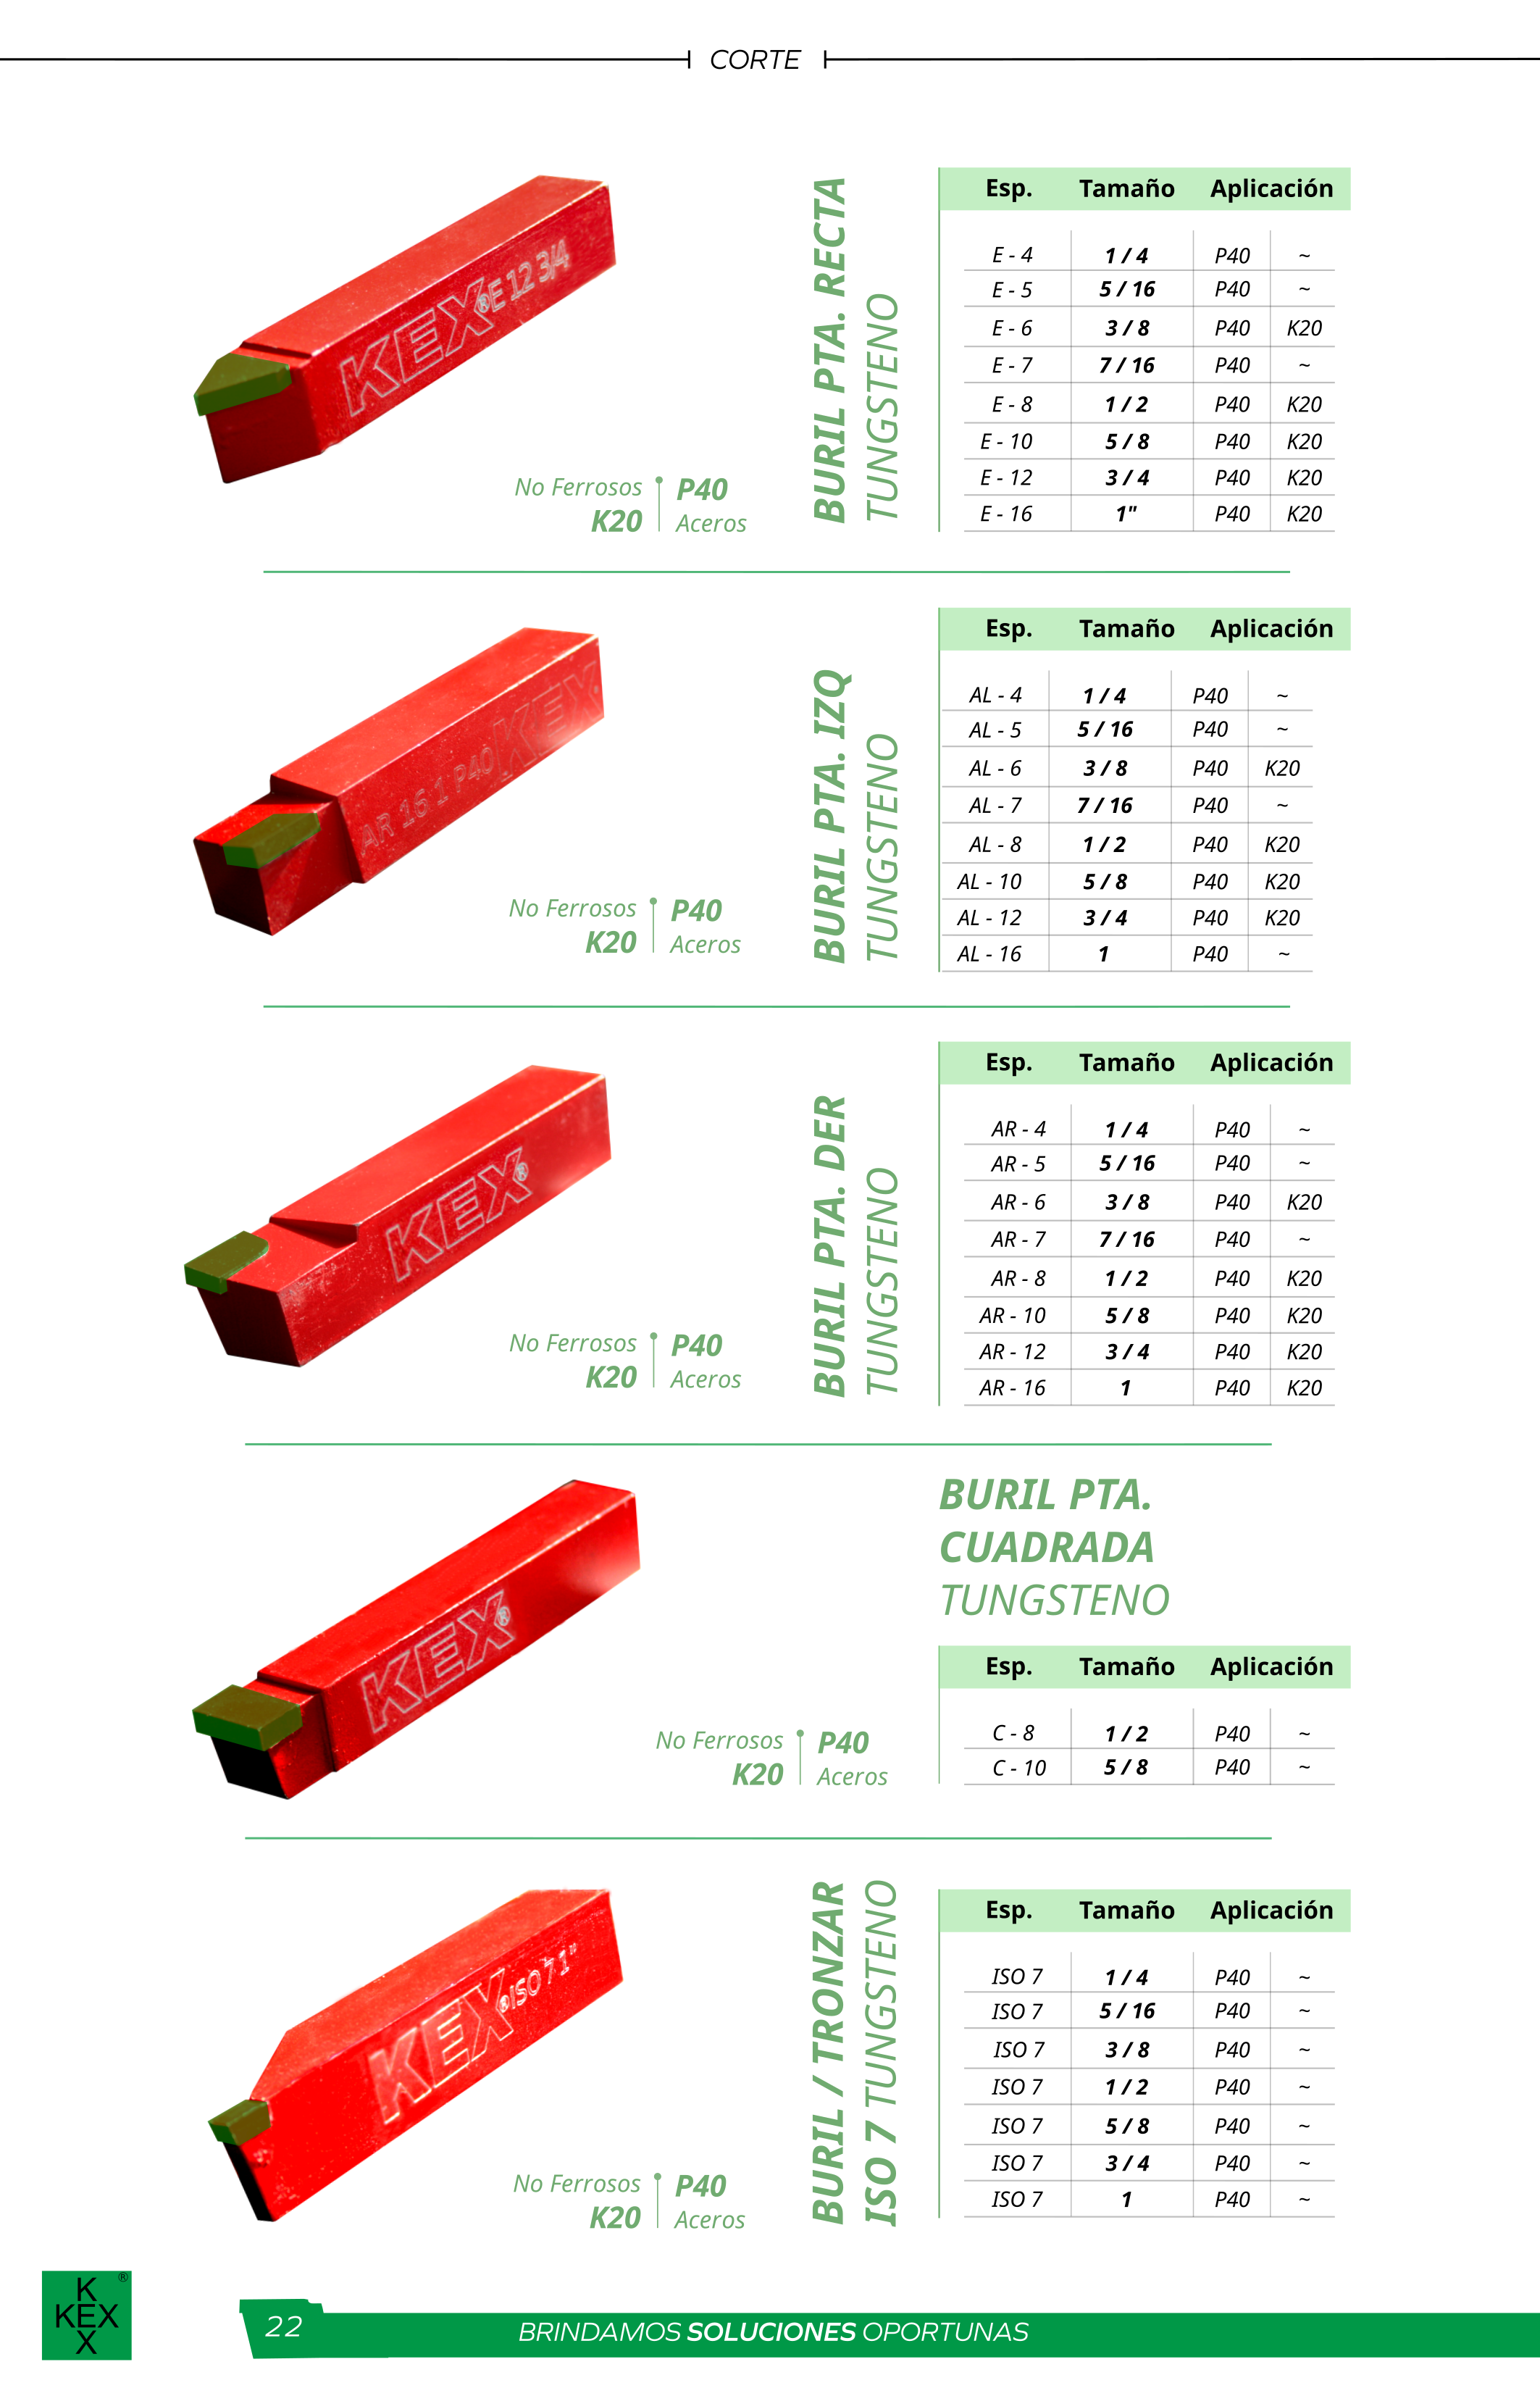 CORTE
KEX® E 12 3/4
No Ferrosos P40
K20 Aceros
BURIL PTA. RECTA
TUNGSTENO
Esp. Tamaño Aplicación
E - 4 1 / 4 P40 ~
E - 5 5 / 16 P40 ~
E - 6 3 / 8 P40 K20
E - 7 7 / 16 P40 ~
E - 8 1 / 2 P40 K20
E - 10 5 / 8 P40 K20
E - 12 3 / 4 P40 K20
E - 16 1" P40 K20
AR 16 1 P40 KEX
No Ferrosos P40
K20 Aceros
BURIL PTA. IZQ
TUNGSTENO
Esp. Tamaño Aplicación
AL - 4 1 / 4 P40 ~
AL - 5 5 / 16 P40 ~
AL - 6 3 / 8 P40 K20
AL - 7 7 / 16 P40 ~
AL - 8 1 / 2 P40 K20
AL - 10 5 / 8 P40 K20
AL - 12 3 / 4 P40 K20
AL - 16 1 P40 ~
KEX®
No Ferrosos P40
K20 Aceros
BURIL PTA. DER
TUNGSTENO
Esp. Tamaño Aplicación
AR - 4 1 / 4 P40 ~
AR - 5 5 / 16 P40 ~
AR - 6 3 / 8 P40 K20
AR - 7 7 / 16 P40 ~
AR - 8 1 / 2 P40 K20
AR - 10 5 / 8 P40 K20
AR - 12 3 / 4 P40 K20
AR - 16 1 P40 K20
KEX®
No Ferrosos P40
K20 Aceros
BURIL PTA.
CUADRADA
TUNGSTENO
Esp. Tamaño Aplicación
C - 8 1 / 2 P40 ~
C - 10 5 / 8 P40 ~
KEX® ISO 7 1"
No Ferrosos P40
K20 Aceros
BURIL / TRONZAR
ISO 7 TUNGSTENO
Esp. Tamaño Aplicación
ISO 7 1 / 4 P40 ~
ISO 7 5 / 16 P40 ~
ISO 7 3 / 8 P40 ~
ISO 7 1 / 2 P40 ~
ISO 7 5 / 8 P40 ~
ISO 7 3 / 4 P40 ~
ISO 7 1 P40 ~
K ®
KEX
X
22
BRINDAMOS SOLUCIONES OPORTUNAS